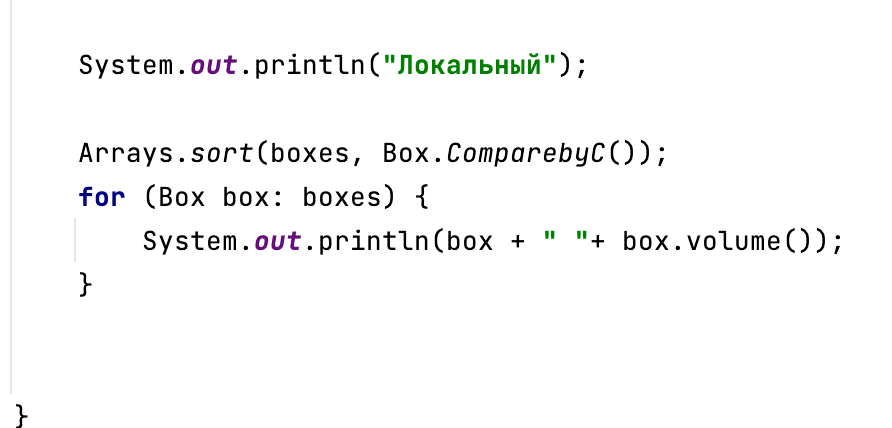 System.out.println("Локальный");
Arrays.sort(boxes, Box.ComparebyC());
for (Box box: boxes) {
System.out.println(box + " "+ box.volume());
}
}